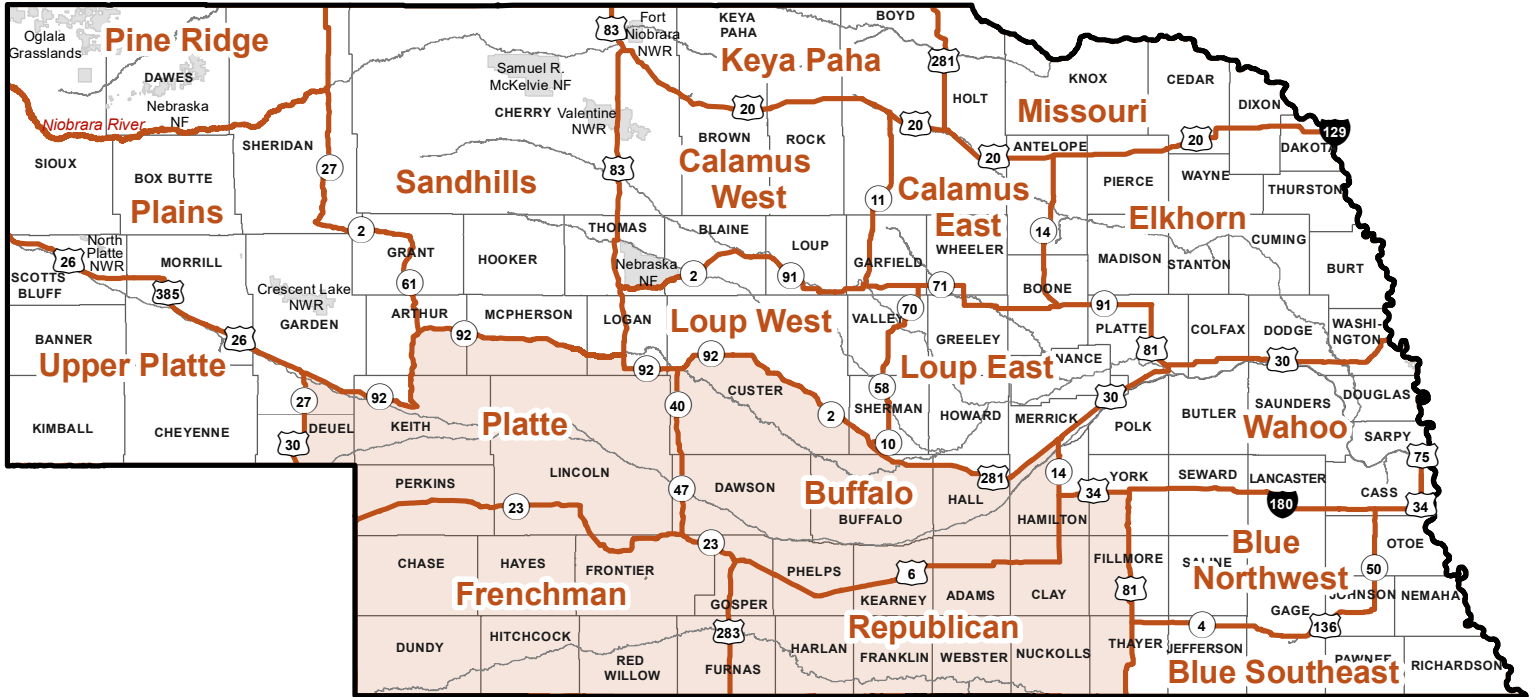 Oglala
Grasslands
Pine Ridge
DAWES
Nebraska
NF
Niobrara River
SIOUX
SHERIDAN
BOX BUTTE
Plains
27
2
83
Fort
Niobrara
NWR
KEYA
PAHA
BOYD
Keya Paha
281
Samuel R.
McKelvie NF
CHERRY
Valentine
NWR
20
HOLT
20
KNOX
CEDAR
DIXON
Missouri
129
20
DAKOTA
ANTELOPE
20
BROWN
ROCK
Calamus
West
83
Sandhills
11
Calamus
East
PIERCE
WAYNE
THURSTON
Elkhorn
14
CUMING
North
Platte
NWR
26
SCOTTS
BLUFF
MORRILL
385
Crescent Lake
NWR
GARDEN
GRANT
61
HOOKER
THOMAS
Nebraska
NF
2
BLAINE
LOUP
91
GARFIELD
WHEELER
71
MADISON
STANTON
BURT
BOONE
91
BANNER
26
Upper Platte
ARTHUR
92
MCPHERSON
LOGAN
Loup West
VALLEY
70
GREELEY
Loup East
NANCE
PLATTE
81
COLFAX
DODGE
30
WASHI-
NGTON
KIMBALL
CHEYENNE
27
92
30
DEUEL
KEITH
Platte
92
92
40
CUSTER
2
58
SHERMAN
10
HOWARD
MERRICK
30
POLK
BUTLER
SAUNDERS
Wahoo
DOUGLAS
SARPY
75
PERKINS
LINCOLN
47
DAWSON
Buffalo
BUFFALO
HALL
281
14
34
YORK
SEWARD
LANCASTER
180
CASS
34
23
HAMILTON
CHASE
HAYES
FRONTIER
23
PHELPS
6
KEARNEY
ADAMS
CLAY
FILLMORE
81
SALINE
Blue
Northwest
OTOE
50
JOHNSON
NEMAHA
Frenchman
GOSPER
283
Republican
GAGE
136
4
DUNDY
HITCHCOCK
RED
WILLOW
FURNAS
HARLAN
FRANKLIN
WEBSTER
NUCKOLLS
THAYER
JEFFERSON
Blue Southeast
PAWNEE
RICHARDSON